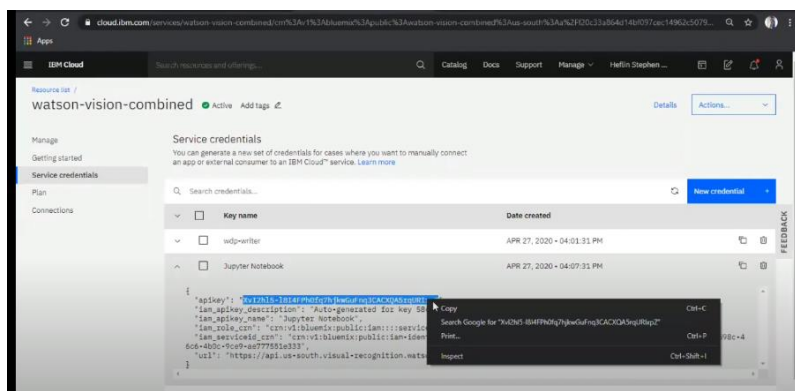 cloud.ibm.com/services/watson-vision-combined/crn%3Av1%3Abluemix%3Apublic%3Awatson-vision-combined%3Aus-south%3Aa%2Ff20c33a864d14bf097cec14962c5079...
Apps
IBM Cloud
Search resources and offerings...
Catalog
Docs
Support
Manage
Heflin Stephen ...
Resource list /
watson-vision-combined
Active
Add tags
Details
Actions...
Manage
Getting started
Service credentials
Plan
Connections
Service credentials
You can generate a new set of credentials for cases where you want to manually connect
an app or external consumer to an IBM Cloud™ service. Learn more
Search credentials...
New credential +
FEEDBACK
Key name
Date created
wdp-writer
APR 27, 2020 - 04:01:31 PM
Jupyter Notebook
APR 27, 2020 - 04:07:31 PM
{
"apikey":
"iam_apikey_description": "Auto-generated for key
"iam_apikey_name": "Jupyter Notebook",
"iam_role_crn": "crn:v1:bluemix:public:iam::::service
"iam_serviceid_crn": "crn:v1:bluemix:public:iam-iden
"url": "https://api.us-south.visual-recognition.wats
}
Copy
Ctrl+C
Search Google for
Print...
Ctrl+P
Inspect
Ctrl+Shift+I